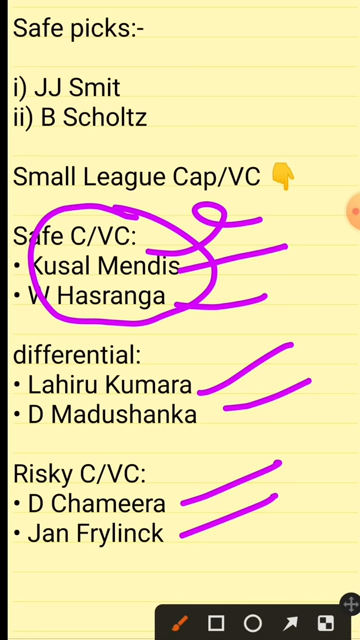 Safe picks:-
i) JJ Smit
ii) B Scholtz
Small League Cap/VC 👇
Safe C/VC:
• Kusal Mendis
• W Hasranga
differential:
• Lahiru Kumara
• D Madushanka
Risky C/VC:
• D Chameera
• Jan Frylinck